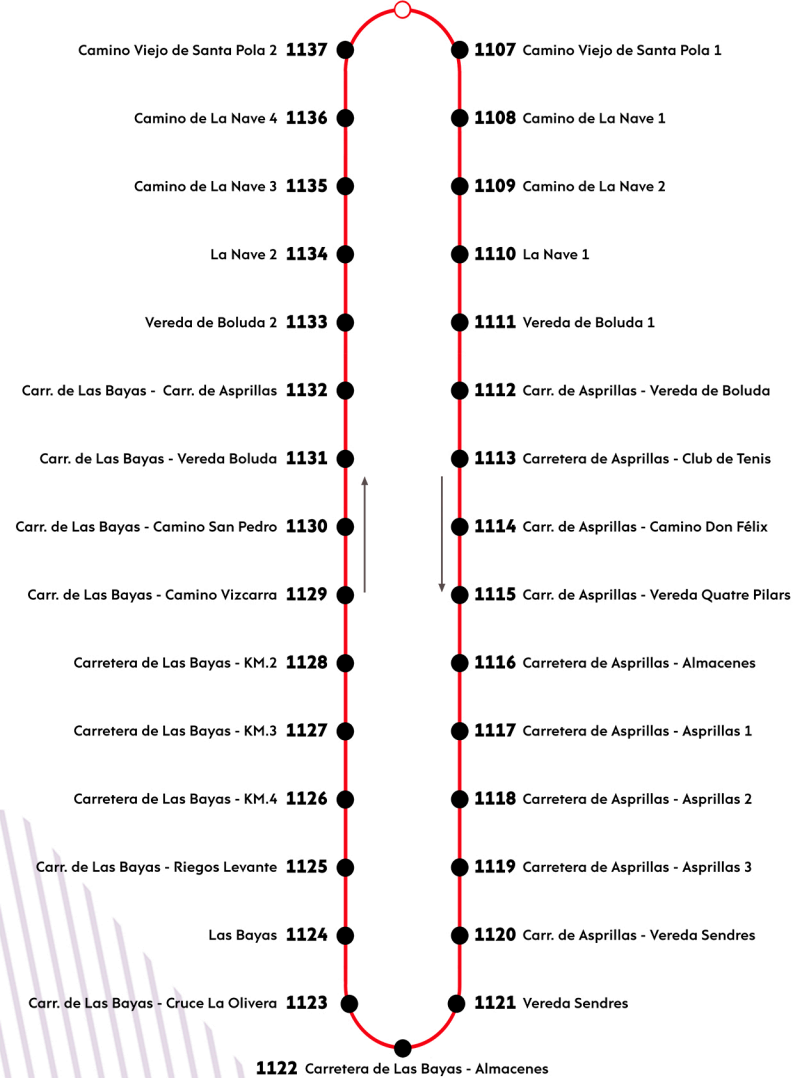 Camino Viejo de Santa Pola 2 1137
1107 Camino Viejo de Santa Pola 1
Camino de La Nave 4 1136
1108 Camino de La Nave 1
Camino de La Nave 3 1135
1109 Camino de La Nave 2
La Nave 2 1134
1110 La Nave 1
Vereda de Boluda 2 1133
1111 Vereda de Boluda 1
Carr. de Las Bayas - Carr. de Asprillas 1132
1112 Carr. de Asprillas - Vereda de Boluda
Carr. de Las Bayas - Vereda Boluda 1131
1113 Carretera de Asprillas - Club de Tenis
Carr. de Las Bayas - Camino San Pedro 1130
1114 Carr. de Asprillas - Camino Don Félix
Carr. de Las Bayas - Camino Vizcarra 1129
1115 Carr. de Asprillas - Vereda Quatre Pilars
Carretera de Las Bayas - KM.2 1128
1116 Carretera de Asprillas - Almacenes
Carretera de Las Bayas - KM.3 1127
1117 Carretera de Asprillas - Asprillas 1
Carretera de Las Bayas - KM.4 1126
1118 Carretera de Asprillas - Asprillas 2
Carr. de Las Bayas - Riegos Levante 1125
1119 Carretera de Asprillas - Asprillas 3
Las Bayas 1124
1120 Carr. de Asprillas - Vereda Sendres
Carr. de Las Bayas - Cruce La Olivera 1123
1121 Vereda Sendres
1122 Carretera de Las Bayas - Almacenes